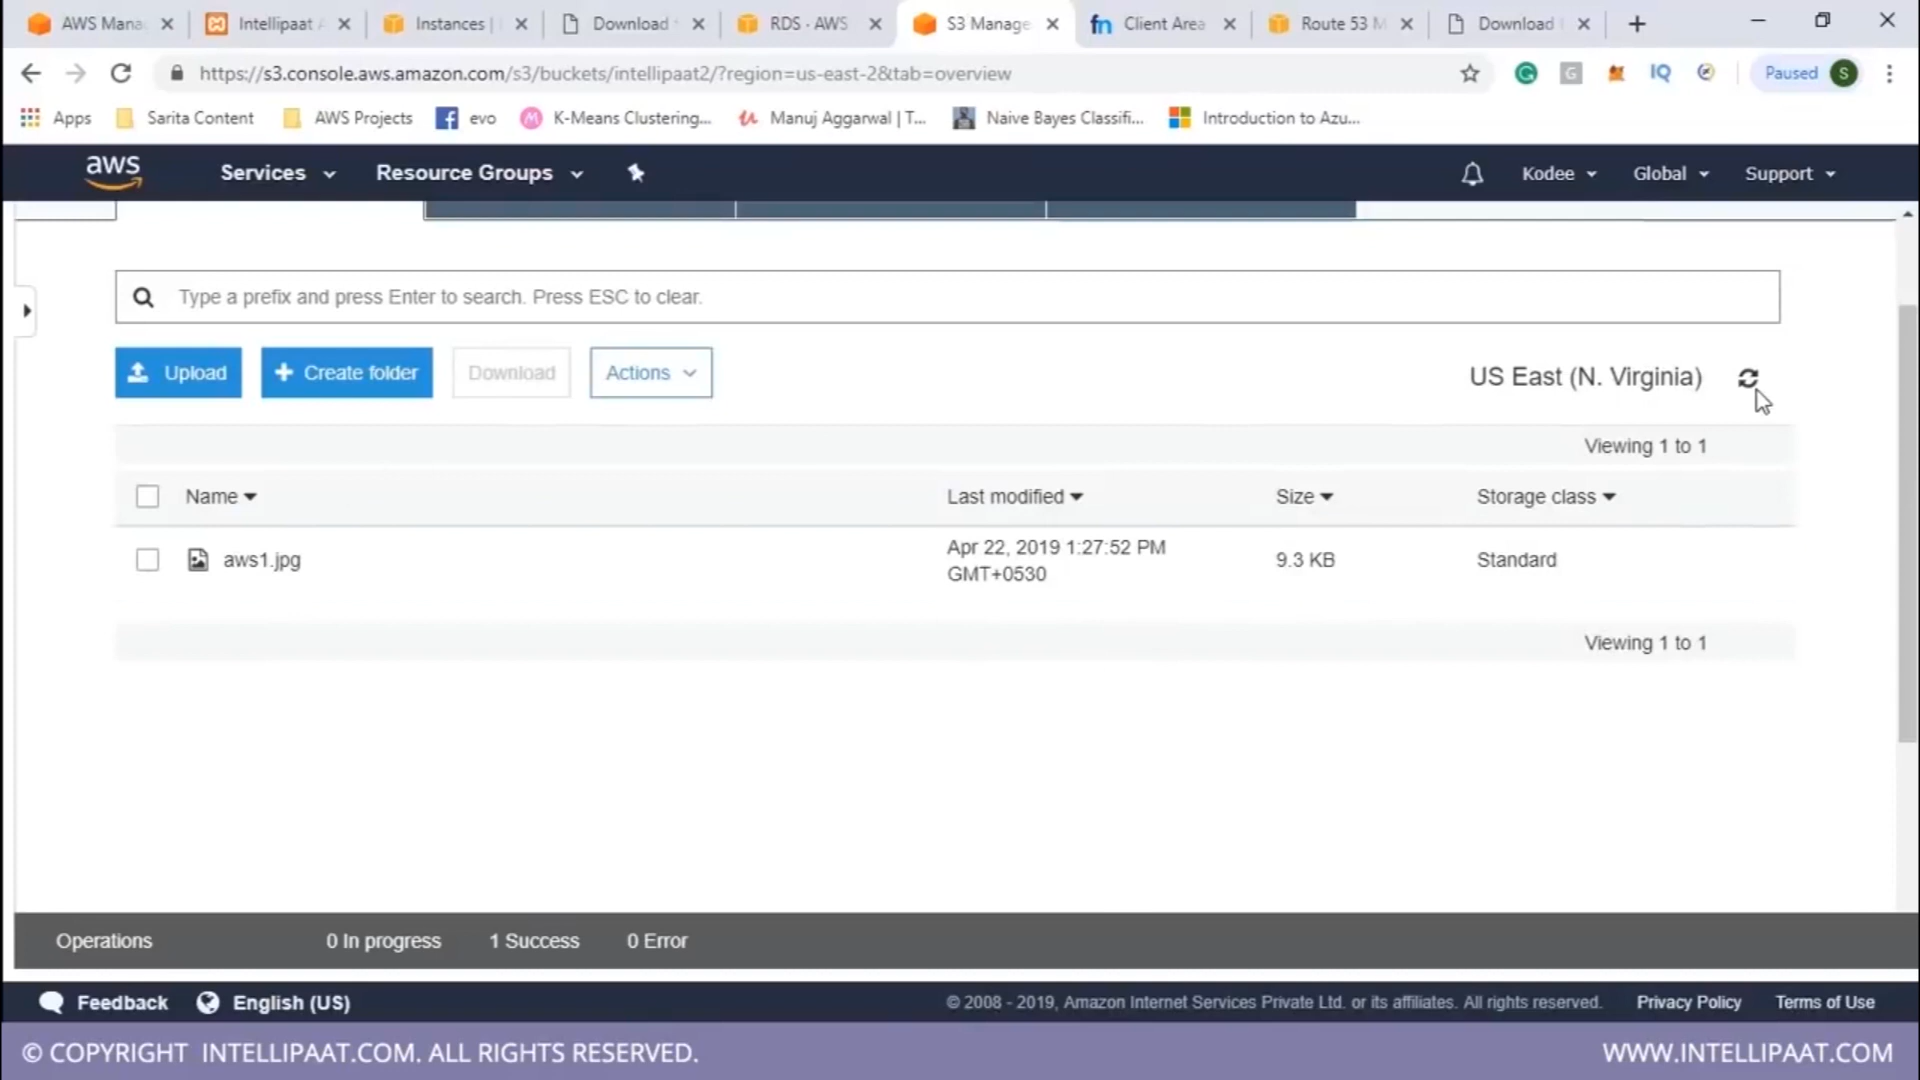 AWS Mana
Intellipaat A
Instances |
Download
RDS · AWS
S3 Manage
fn Client Area
Route 53 M
Download
https://s3.console.aws.amazon.com/s3/buckets/intellipaat2/?region=us-east-2&tab=overview
G
G
IQ
Paused S
Apps
Sarita Content
AWS Projects
evo
K-Means Clustering...
Manuj Aggarwal | T...
Naive Bayes Classifi...
Introduction to Azu...
aws
Services
Resource Groups
Kodee
Global
Support
Type a prefix and press Enter to search. Press ESC to clear.
Upload
Create folder
Download
Actions
US East (N. Virginia)
Viewing 1 to 1
Name
Last modified
Size
Storage class
aws1.jpg
Apr 22, 2019 1:27:52 PM
GMT+0530
9.3 KB
Standard
Viewing 1 to 1
Operations
0 In progress
1 Success
0 Error
Feedback
English (US)
© 2008 - 2019, Amazon Internet Services Private Ltd. or its affiliates. All rights reserved.
Privacy Policy
Terms of Use
© COPYRIGHT INTELLIPAAT.COM. ALL RIGHTS RESERVED.
WWW.INTELLIPAAT.COM